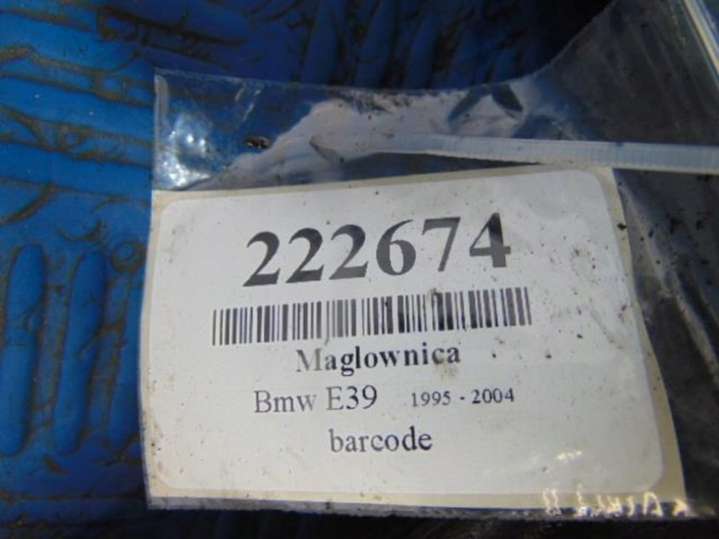 222674
Maglownica
Bmw E39 1995 - 2004
barcode